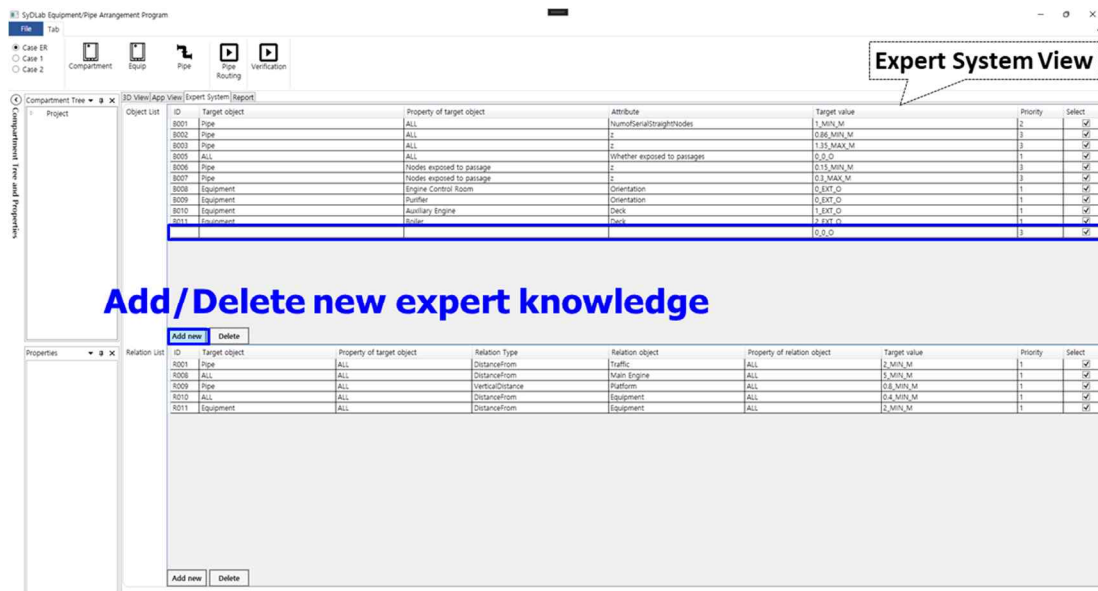 SyDLab Equipment/Pipe Arrangement Program
File Tab
Case ER
Case 1
Case 2
Compartment Equip Pipe Pipe Routing Verification
Expert System View
Compartment Tree and Properties
Compartment Tree
Project
3D View App View Expert System Report
Object List ID Target object Property of target object Attribute Target value Priority Select
B001 Pipe ALL NumofSerialStraightNodes 1_MIN_M 2
B002 Pipe ALL z 0.86_MIN_M 3
B003 Pipe ALL z 1.35_MAX_M 3
B005 ALL ALL Whether exposed to passages 0_0_O 1
B006 Pipe Nodes exposed to passage z 0.15_MIN_M 3
B007 Pipe Nodes exposed to passage z 0.3_MAX_M 3
B008 Equipment Engine Control Room Orientation 0_EXT_O 1
B009 Equipment Purifier Orientation 0_EXT_O 1
B010 Equipment Auxiliary Engine Deck 1_EXT_O 1
B011 Equipment Boiler Deck 2_EXT_O 1
0_0_O 3
Add/Delete new expert knowledge
Add new Delete
Properties
Relation List ID Target object Property of target object Relation Type Relation object Property of relation object Target value Priority Select
R001 Pipe ALL DistanceFrom Traffic ALL 2_MIN_M 1
R008 ALL ALL DistanceFrom Main Engine ALL 5_MIN_M 1
R009 Pipe ALL VerticalDistance Platform ALL 0.8_MIN_M 1
R010 ALL ALL DistanceFrom Equipment ALL 0.4_MIN_M 1
R011 Equipment ALL DistanceFrom Equipment ALL 2_MIN_M 1
Add new Delete